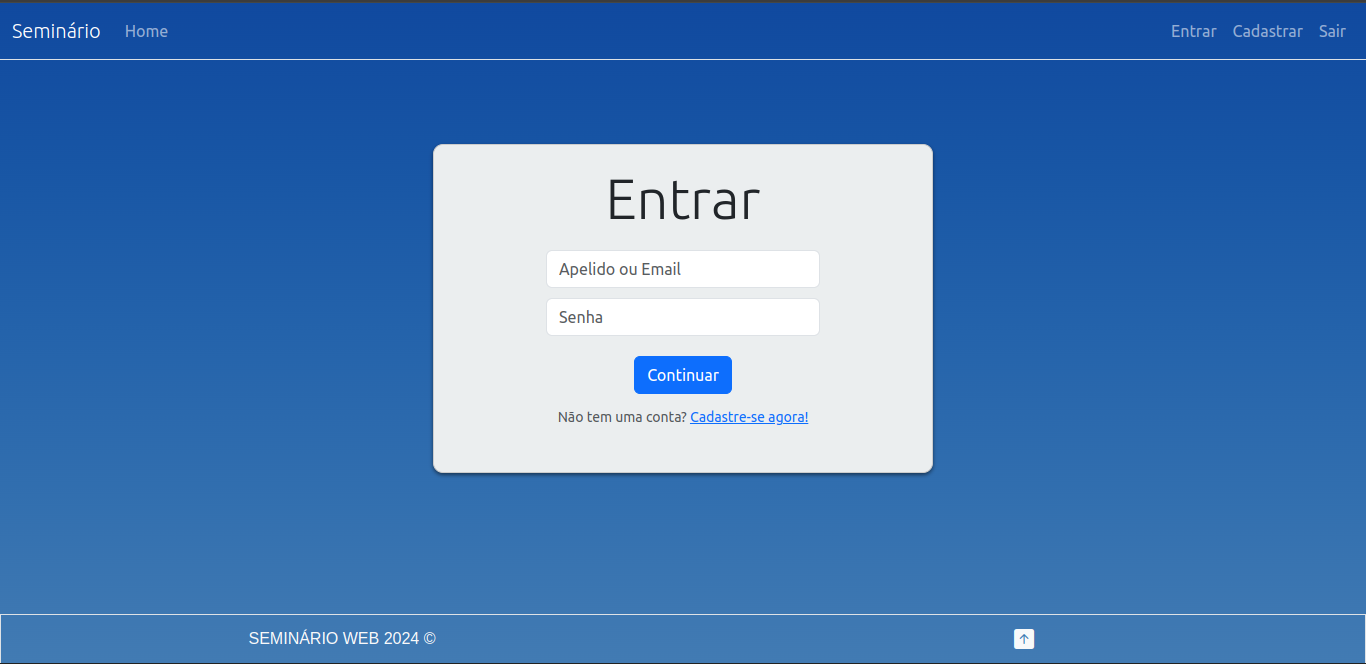 Seminário Home Entrar Cadastrar Sair
Entrar
Apelido ou Email
Senha
Continuar
Não tem uma conta? Cadastre-se agora!
SEMINÁRIO WEB 2024 ©